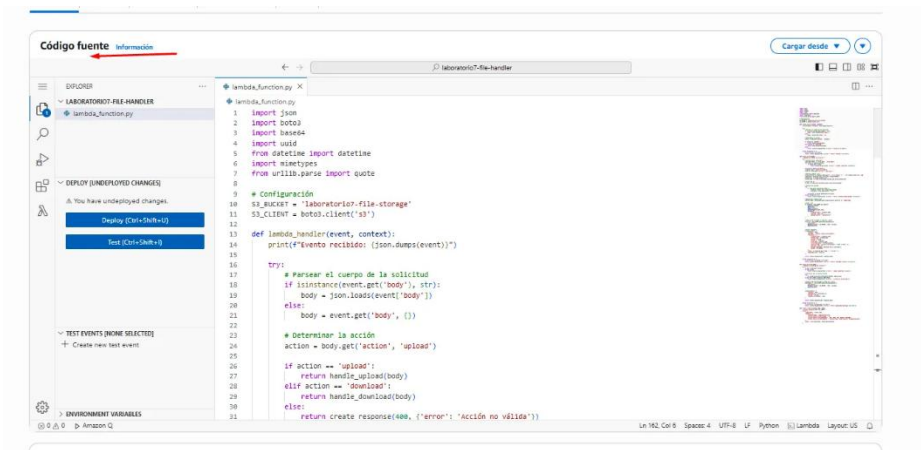 Código fuente Información
Cargar desde ▼
laboratorio7-file-handler
EXPLORER ...
LABORATORIO7-FILE-HANDLER
lambda_function.py
DEPLOY [UNDEPLOYED CHANGES]
You have undeployed changes.
Deploy (Ctrl+Shift+U)
Test (Ctrl+Shift+I)
TEST EVENTS [NONE SELECTED]
+ Create new test event
ENVIRONMENT VARIABLES
lambda_function.py ×
lambda_function.py
1 import json
2 import boto3
3 import base64
4 import uuid
5 from datetime import datetime
6 import mimetypes
7 from urllib.parse import quote
8
9 # Configuración
10 S3_BUCKET = 'laboratorio7-file-storage'
11 S3_CLIENT = boto3.client('s3')
12
13 def lambda_handler(event, context):
14 print(f"Evento recibido: {json.dumps(event)}")
15
16 try:
17 # Parsear el cuerpo de la solicitud
18 if isinstance(event.get('body'), str):
19 body = json.loads(event['body'])
20 else:
21 body = event.get('body', {})
22
23 # Determinar la acción
24 action = body.get('action', 'upload')
25
26 if action == 'upload':
27 return handle_upload(body)
28 elif action == 'download':
29 return handle_download(body)
30 else:
31 return create_response(400, {'error': 'Acción no válida'})
0 0 Amazon Q
Ln 162, Col 6 Spaces: 4 UTF-8 LF Python Lambda Layout: US